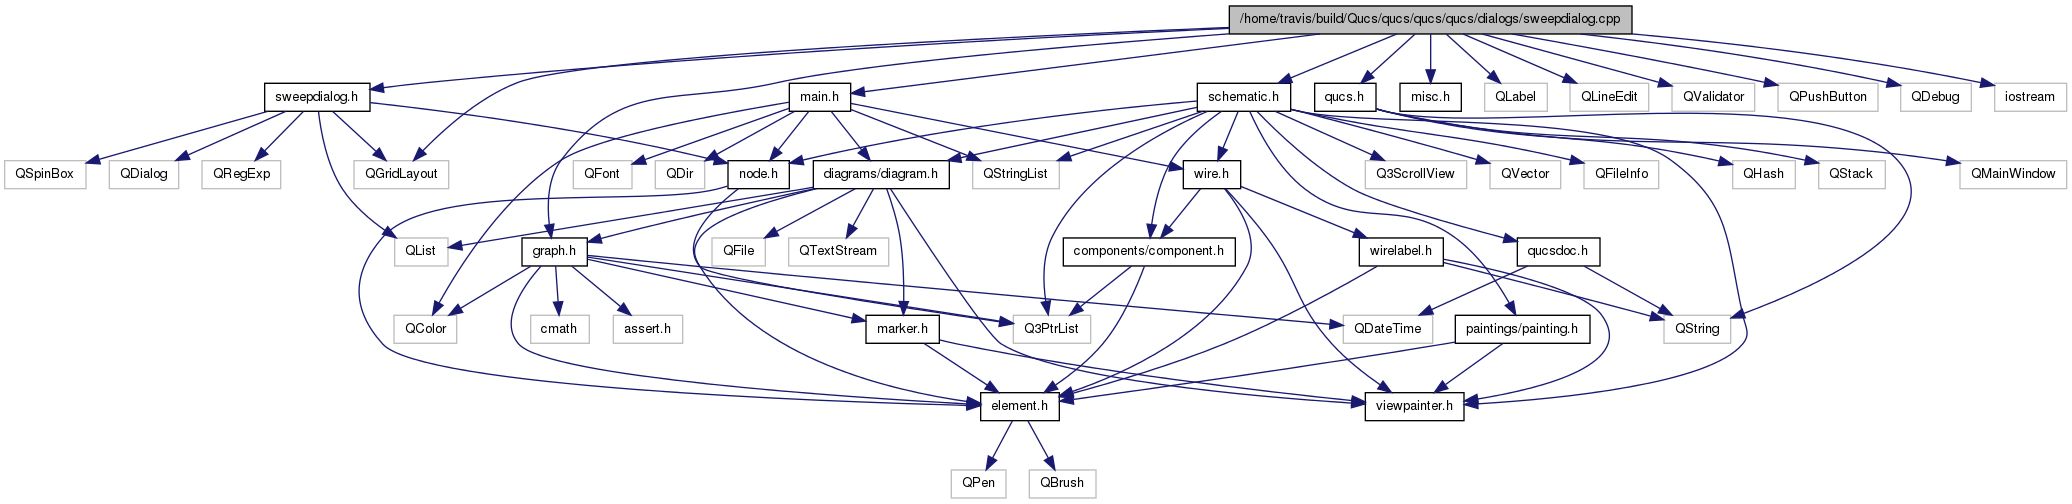 /home/travis/build/Qucs/qucs/qucs/qucs/dialogs/sweepdialog.cpp
sweepdialog.h
main.h
schematic.h
qucs.h
misc.h
QLabel
QLineEdit
QValidator
QPushButton
QDebug
iostream
QSpinBox
QDialog
QRegExp
QGridLayout
QFont
QDir
node.h
diagrams/diagram.h
QStringList
wire.h
Q3ScrollView
QVector
QFileInfo
QHash
QStack
QMainWindow
QList
graph.h
QFile
QTextStream
components/component.h
wirelabel.h
qucsdoc.h
QColor
cmath
assert.h
marker.h
Q3PtrList
QDateTime
paintings/painting.h
QString
element.h
viewpainter.h
QPen
QBrush